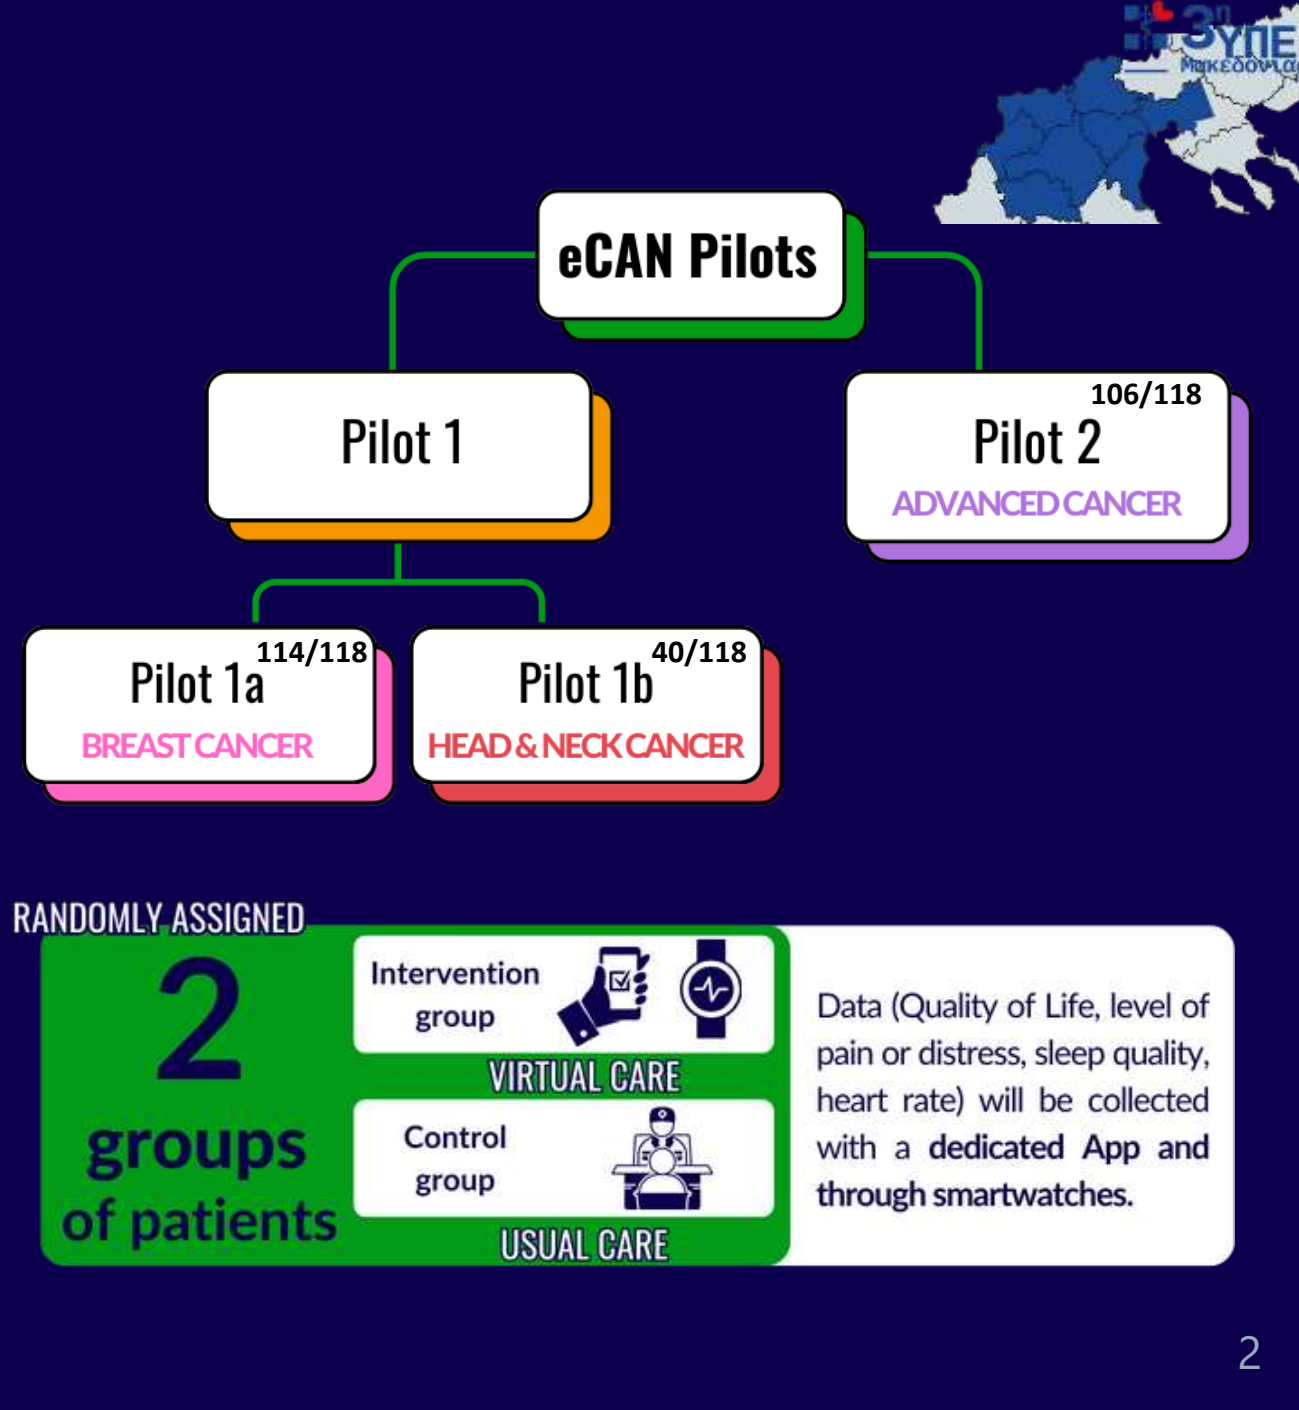 3η ΥΠΕ
Μακεδονίας
eCAN Pilots
Pilot 1
106/118
Pilot 2
ADVANCED CANCER
114/118
Pilot 1a
BREAST CANCER
40/118
Pilot 1b
HEAD & NECK CANCER
RANDOMLY ASSIGNED
2
groups
of patients
Intervention
group
VIRTUAL CARE
Control
group
USUAL CARE
Data (Quality of Life, level of
pain or distress, sleep quality,
heart rate) will be collected
with a dedicated App and
through smartwatches.
2